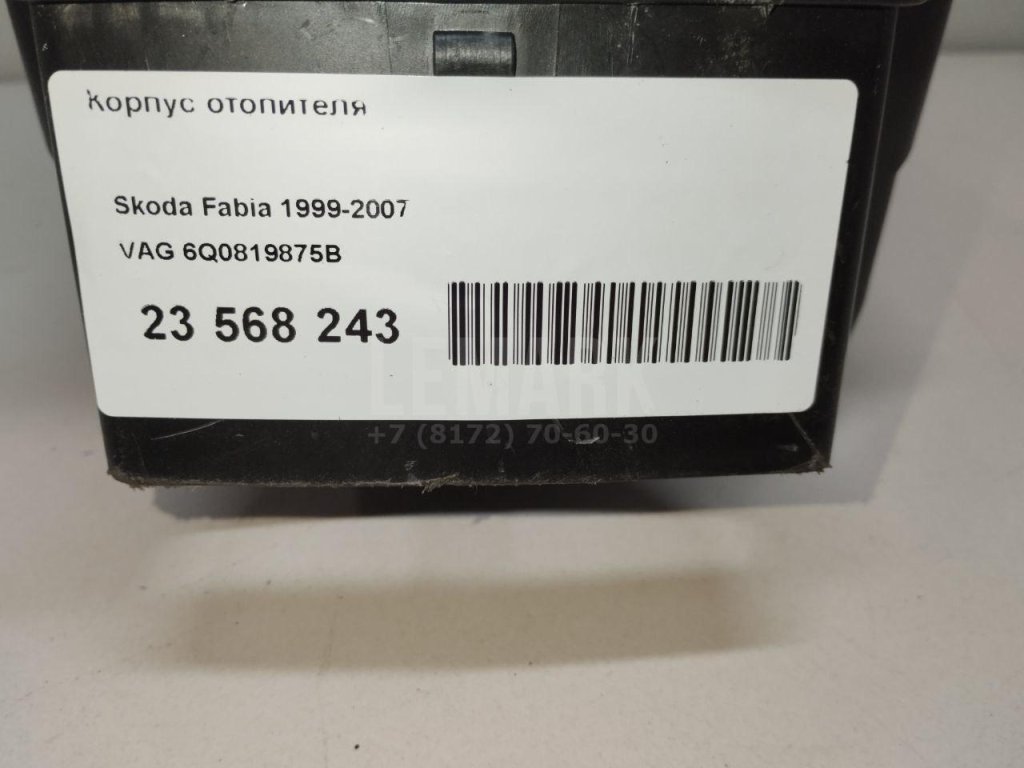 Корпус отопителя
Skoda Fabia 1999-2007
VAG 6Q0819875B
23 568 243
LEMARK
+7 (8172) 70-60-30